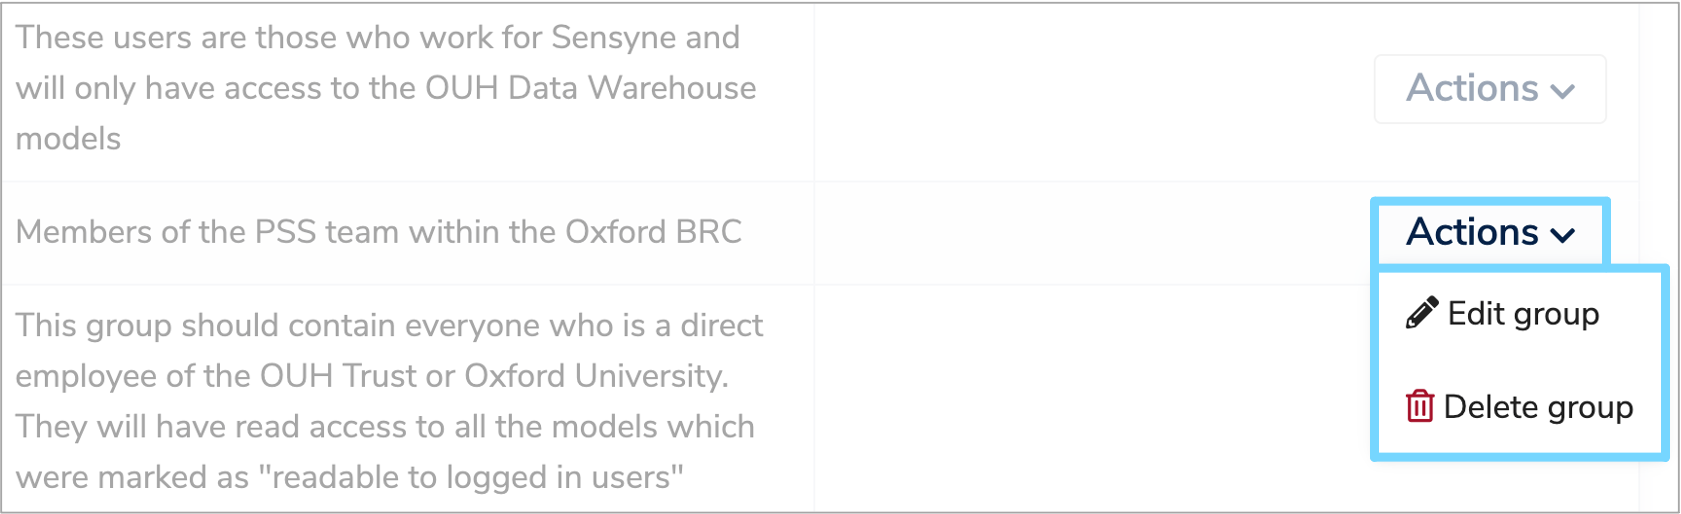 These users are those who work for Sensyne and
will only have access to the OUH Data Warehouse
models
Actions
Members of the PSS team within the Oxford BRC
Actions
Edit group
Delete group
This group should contain everyone who is a direct
employee of the OUH Trust or Oxford University.
They will have read access to all the models which
were marked as "readable to logged in users"